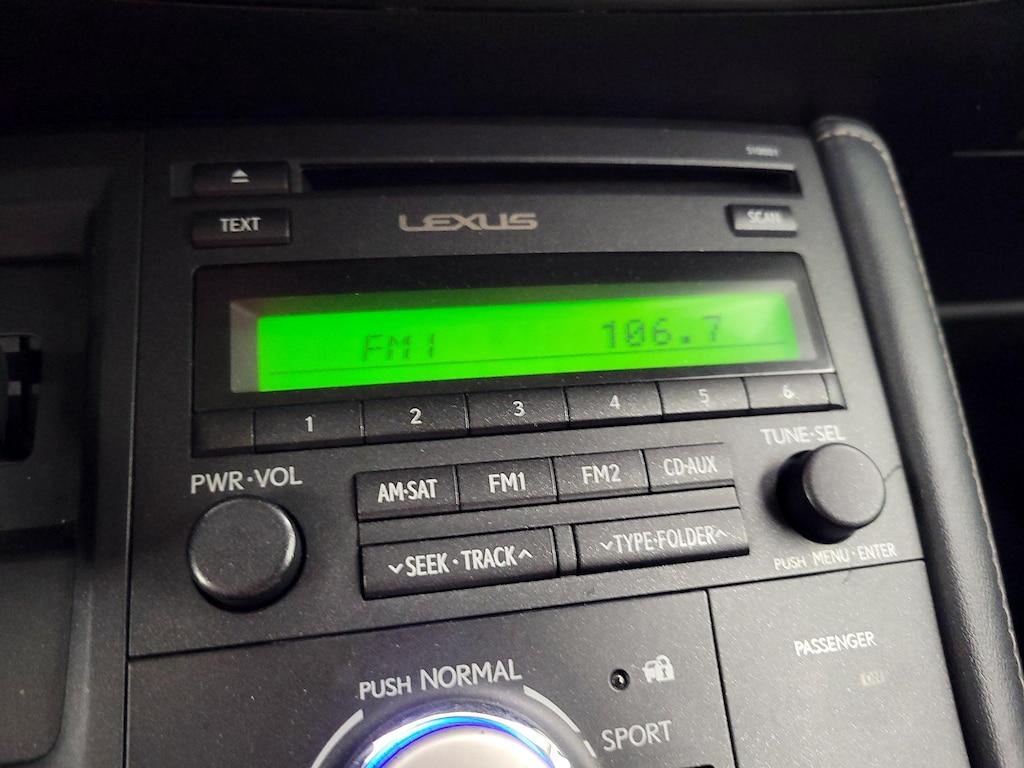 TEXT
LEXUS
SCAN
FM1 106.7
1 2 3 4 5 6
PWR·VOL
TUNE·SEL
AM·SAT FM1 FM2 CD·AUX
SEEK·TRACK
TYPE·FOLDER
PUSH MENU·ENTER
PUSH NORMAL
SPORT
PASSENGER